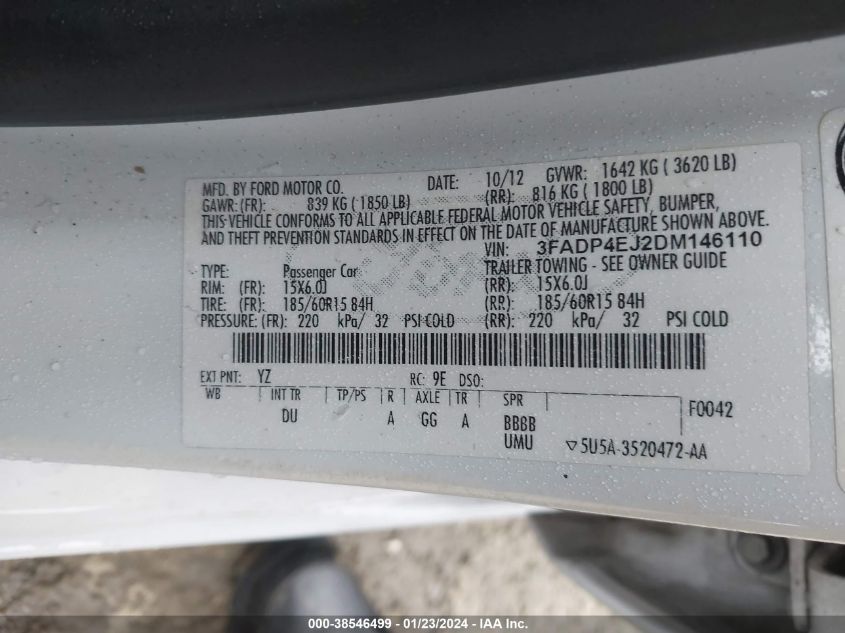 MFD. BY FORD MOTOR CO. DATE: 10/12 GVWR: 1642 KG ( 3620 LB)
GAWR: (FR): 839 KG ( 1850 LB) (RR): 816 KG ( 1800 LB)
THIS VEHICLE CONFORMS TO ALL APPLICABLE FEDERAL MOTOR VEHICLE SAFETY, BUMPER,
AND THEFT PREVENTION STANDARDS IN EFFECT ON THE DATE OF MANUFACTURE SHOWN ABOVE.
VIN: 3FADP4EJ2DM146110
TYPE: Passenger Car TRAILER TOWING - SEE OWNER GUIDE
RIM: (FR): 15X6.0J (RR): 15X6.0J
TIRE: (FR): 185/60R15 84H (RR): 185/60R15 84H
PRESSURE: (FR): 220 kPa/ 32 PSI COLD (RR): 220 kPa/ 32 PSI COLD
EXT PNT: YZ RC: 9E DSO:
WB INT TR TP/PS R AXLE TR SPR F0042
DU A GG A BBBB
UMU ▽5U5A-3520472-AA
000-38546499 - 01/23/2024 - IAA Inc.